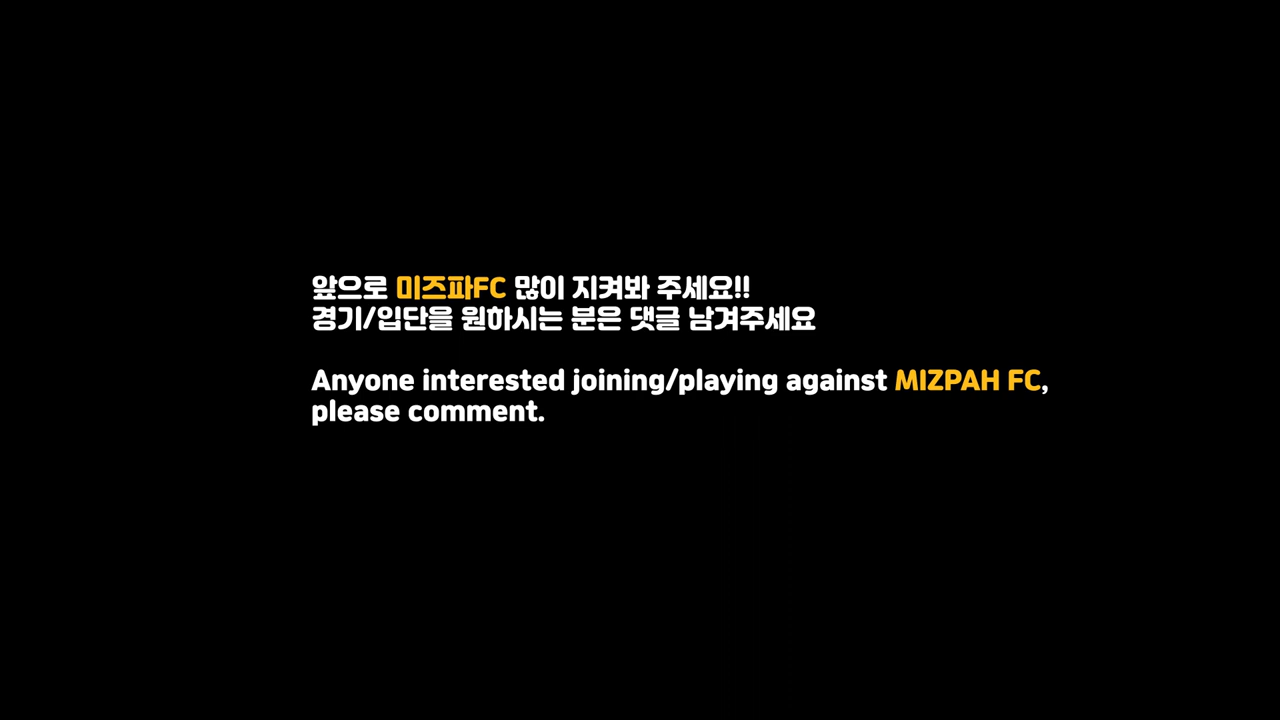 앞으로 미즈파FC 많이 지켜봐 주세요!!
경기/입단을 원하시는 분은 댓글 남겨주세요
Anyone interested joining/playing against MIZPAH FC,
please comment.